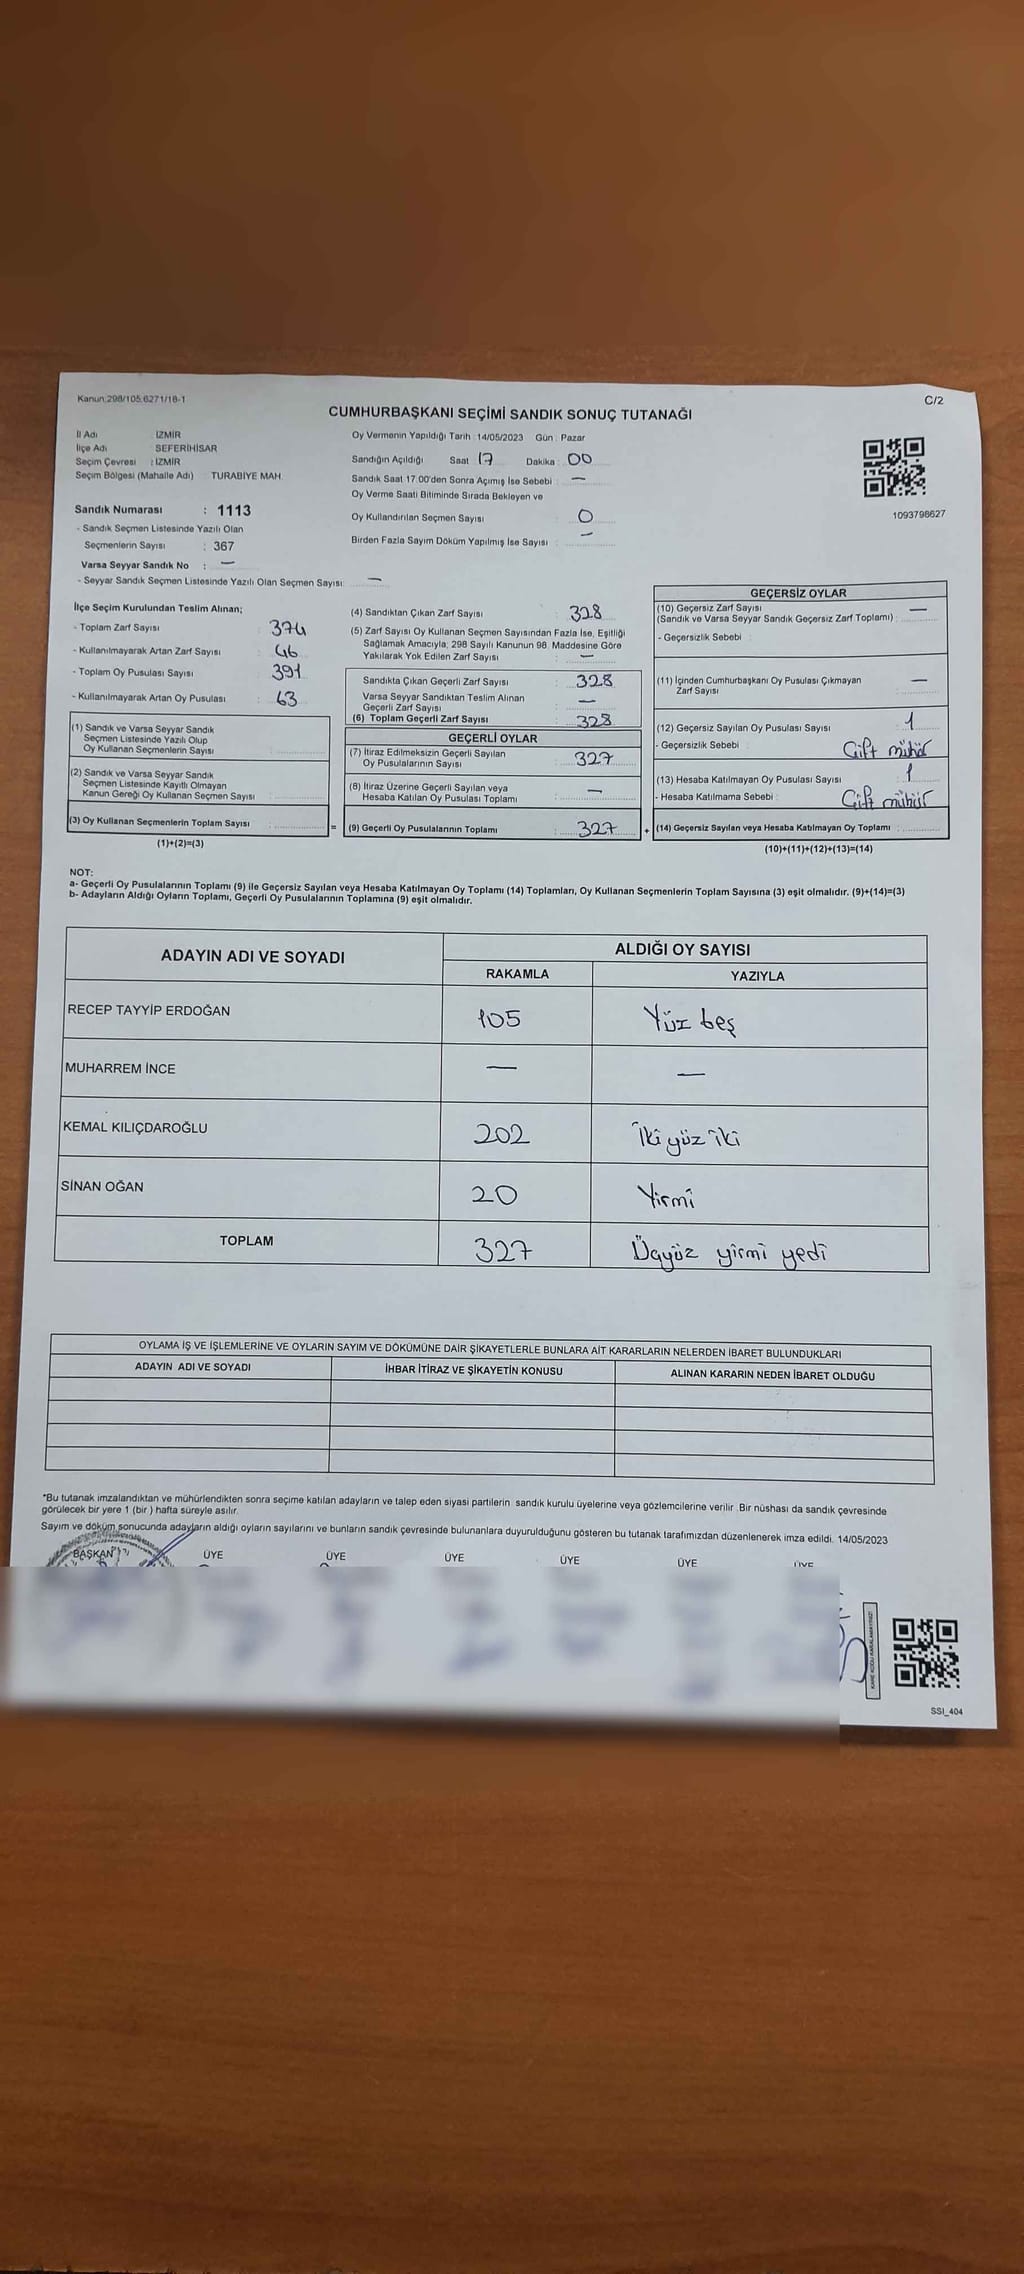 Kanun:298/105,6271/18-1
C/2
CUMHURBAŞKANI SEÇİMİ SANDIK SONUÇ TUTANAĞI
İl Adı : İZMİR
İlçe Adı : SEFERİHİSAR
Seçim Çevresi : İZMİR
Seçim Bölgesi (Mahalle Adı) : TURABİYE MAH.
Sandık Numarası : 1113
- Sandık Seçmen Listesinde Yazılı Olan
Seçmenlerin Sayısı : 367
Varsa Seyyar Sandık No : —
- Seyyar Sandık Seçmen Listesinde Yazılı Olan Seçmen Sayısı: —
Oy Vermenin Yapıldığı Tarih : 14/05/2023 Gün : Pazar
Sandığın Açıldığı Saat 17 Dakika : 00
Sandık Saat 17:00'den Sonra Açımış İse Sebebi : —
Oy Verme Saati Bitiminde Sırada Bekleyen ve
Oy Kullandırılan Seçmen Sayısı : 0
Birden Fazla Sayım Döküm Yapılmış İse Sayısı : —
1093798627
İlçe Seçim Kurulundan Teslim Alınan;
- Toplam Zarf Sayısı : 374
- Kullanılmayarak Artan Zarf Sayısı : 46
- Toplam Oy Pusulası Sayısı : 391
- Kullanılmayarak Artan Oy Pusulası : 63
(1) Sandık ve Varsa Seyyar Sandık
Seçmen Listesinde Yazılı Olup
Oy Kullanan Seçmenlerin Sayısı :
(2) Sandık ve Varsa Seyyar Sandık
Seçmen Listesinde Kayıtlı Olmayan
Kanun Gereği Oy Kullanan Seçmen Sayısı :
(3) Oy Kullanan Seçmenlerin Toplam Sayısı : =
(1)+(2)=(3)
(4) Sandıktan Çıkan Zarf Sayısı : 328
(5) Zarf Sayısı Oy Kullanan Seçmen Sayısından Fazla İse, Eşitliği
Sağlamak Amacıyla, 298 Sayılı Kanunun 98. Maddesine Göre
Yakılarak Yok Edilen Zarf Sayısı : —
Sandıkta Çıkan Geçerli Zarf Sayısı : 328
Varsa Seyyar Sandıktan Teslim Alınan
Geçerli Zarf Sayısı : —
(6) Toplam Geçerli Zarf Sayısı : 328
GEÇERLİ OYLAR
(7) İtiraz Edilmeksizin Geçerli Sayılan
Oy Pusulalarının Sayısı : 327
(8) İtiraz Üzerine Geçerli Sayılan veya
Hesaba Katılan Oy Pusulası Toplamı : —
(9) Geçerli Oy Pusulalarının Toplamı : 327 +
GEÇERSİZ OYLAR
(10) Geçersiz Zarf Sayısı
(Sandık ve Varsa Seyyar Sandık Geçersiz Zarf Toplamı) : —
- Geçersizlik Sebebi :
(11) İçinden Cumhurbaşkanı Oy Pusulası Çıkmayan
Zarf Sayısı : —
(12) Geçersiz Sayılan Oy Pusulası Sayısı : 1
- Geçersizlik Sebebi : Çift mühür
(13) Hesaba Katılmayan Oy Pusulası Sayısı : 1
- Hesaba Katılmama Sebebi : Çift mühür
(14) Geçersiz Sayılan veya Hesaba Katılmayan Oy Toplamı :
(10)+(11)+(12)+(13)=(14)
NOT:
a- Geçerli Oy Pusulalarının Toplamı (9) ile Geçersiz Sayılan veya Hesaba Katılmayan Oy Toplamı (14) Toplamları, Oy Kullanan Seçmenlerin Toplam Sayısına (3) eşit olmalıdır. (9)+(14)=(3)
b- Adayların Aldığı Oyların Toplamı, Geçerli Oy Pusulalarının Toplamına (9) eşit olmalıdır.
ADAYIN ADI VE SOYADI
ALDIĞI OY SAYISI
RAKAMLA YAZIYLA
RECEP TAYYİP ERDOĞAN 105 Yüz beş
MUHARREM İNCE — —
KEMAL KILIÇDAROĞLU 202 İki yüz iki
SİNAN OĞAN 20 Yirmi
TOPLAM 327 Üçyüz yirmi yedi
OYLAMA İŞ VE İŞLEMLERİNE VE OYLARIN SAYIM VE DÖKÜMÜNE DAİR ŞİKAYETLERLE BUNLARA AİT KARARLARIN NELERDEN İBARET BULUNDUKLARI
ADAYIN ADI VE SOYADI İHBAR İTİRAZ VE ŞİKAYETİN KONUSU ALINAN KARARIN NEDEN İBARET OLDUĞU
*Bu tutanak imzalandıktan ve mühürlendikten sonra seçime katılan adayların ve talep eden siyasi partilerin sandık kurulu üyelerine veya gözlemcilerine verilir. Bir nüshası da sandık çevresinde
görülecek bir yere 1 (bir ) hafta süreyle asılır.
Sayım ve döküm sonucunda adayların aldığı oyların sayılarını ve bunların sandık çevresinde bulunanlara duyurulduğunu gösteren bu tutanak tarafımızdan düzenlenerek imza edildi. 14/05/2023
BAŞKAN ÜYE ÜYE ÜYE ÜYE ÜYE ÜYE
KARE KODU KARALAMAYINIZ!
SSI_404